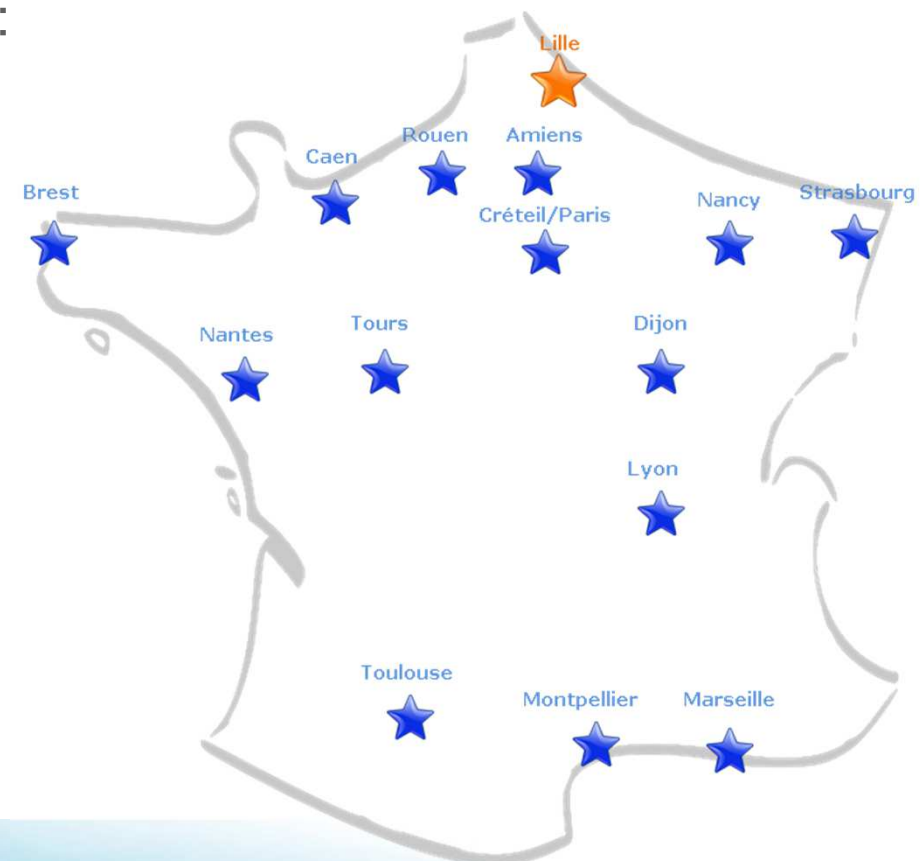 :
Lille
Rouen
Amiens
Caen
Brest
Strasbourg
Nancy
Créteil/Paris
Nantes
Tours
Dijon
Lyon
Toulouse
Montpellier
Marseille